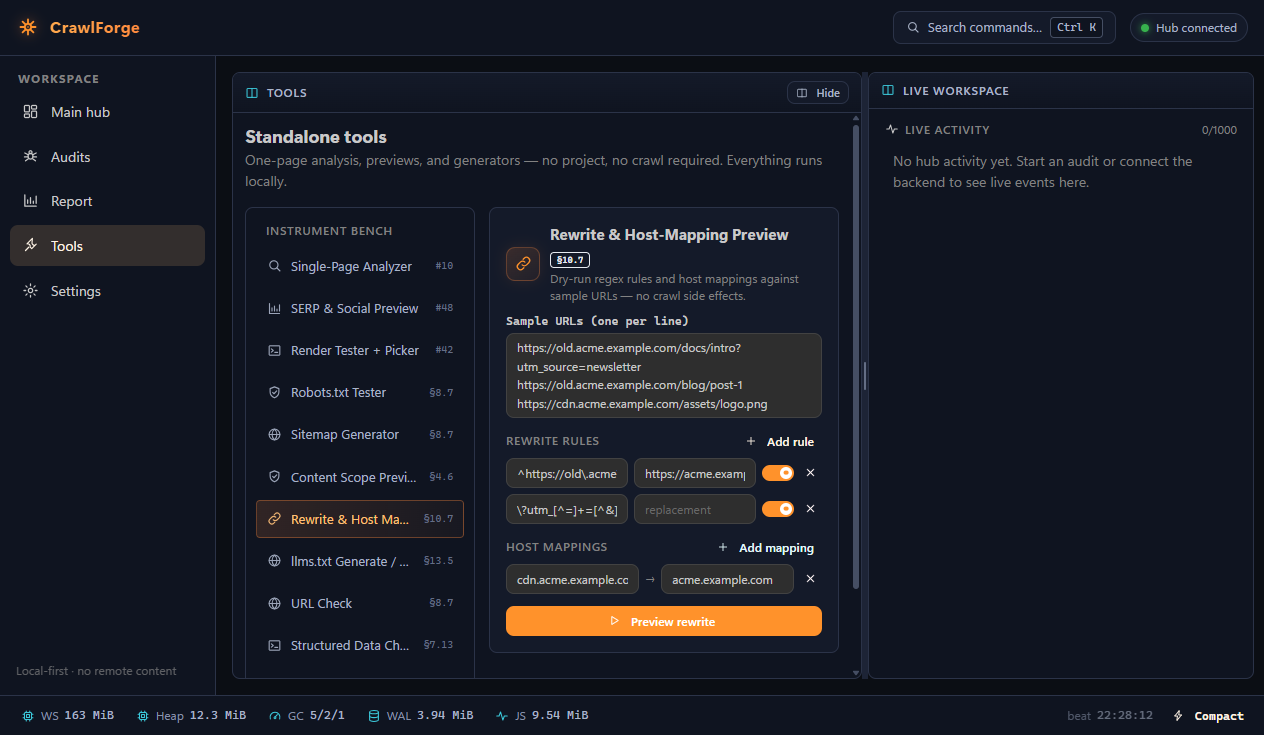 CrawlForge
Search commands... Ctrl K
Hub connected
WORKSPACE
Main hub
Audits
Report
Tools
Settings
Local-first · no remote content
TOOLS
Hide
Standalone tools
One-page analysis, previews, and generators — no project, no crawl required. Everything runs
locally.
INSTRUMENT BENCH
Single-Page Analyzer #10
SERP & Social Preview #48
Render Tester + Picker #42
Robots.txt Tester §8.7
Sitemap Generator §8.7
Content Scope Previ... §4.6
Rewrite & Host Ma... §10.7
llms.txt Generate / ... §13.5
URL Check §8.7
Structured Data Ch... §7.13
Rewrite & Host-Mapping Preview
§10.7
Dry-run regex rules and host mappings against
sample URLs — no crawl side effects.
Sample URLs (one per line)
https://old.acme.example.com/docs/intro?
utm_source=newsletter
https://old.acme.example.com/blog/post-1
https://cdn.acme.example.com/assets/logo.png
REWRITE RULES
+ Add rule
^https://old\.acme https://acme.examp
\?utm_[^=]+=[^&] replacement
HOST MAPPINGS
+ Add mapping
cdn.acme.example.co → acme.example.com
Preview rewrite
LIVE WORKSPACE
LIVE ACTIVITY 0/1000
No hub activity yet. Start an audit or connect the
backend to see live events here.
WS 163 MiB Heap 12.3 MiB GC 5/2/1 WAL 3.94 MiB JS 9.54 MiB
beat 22:28:12 Compact